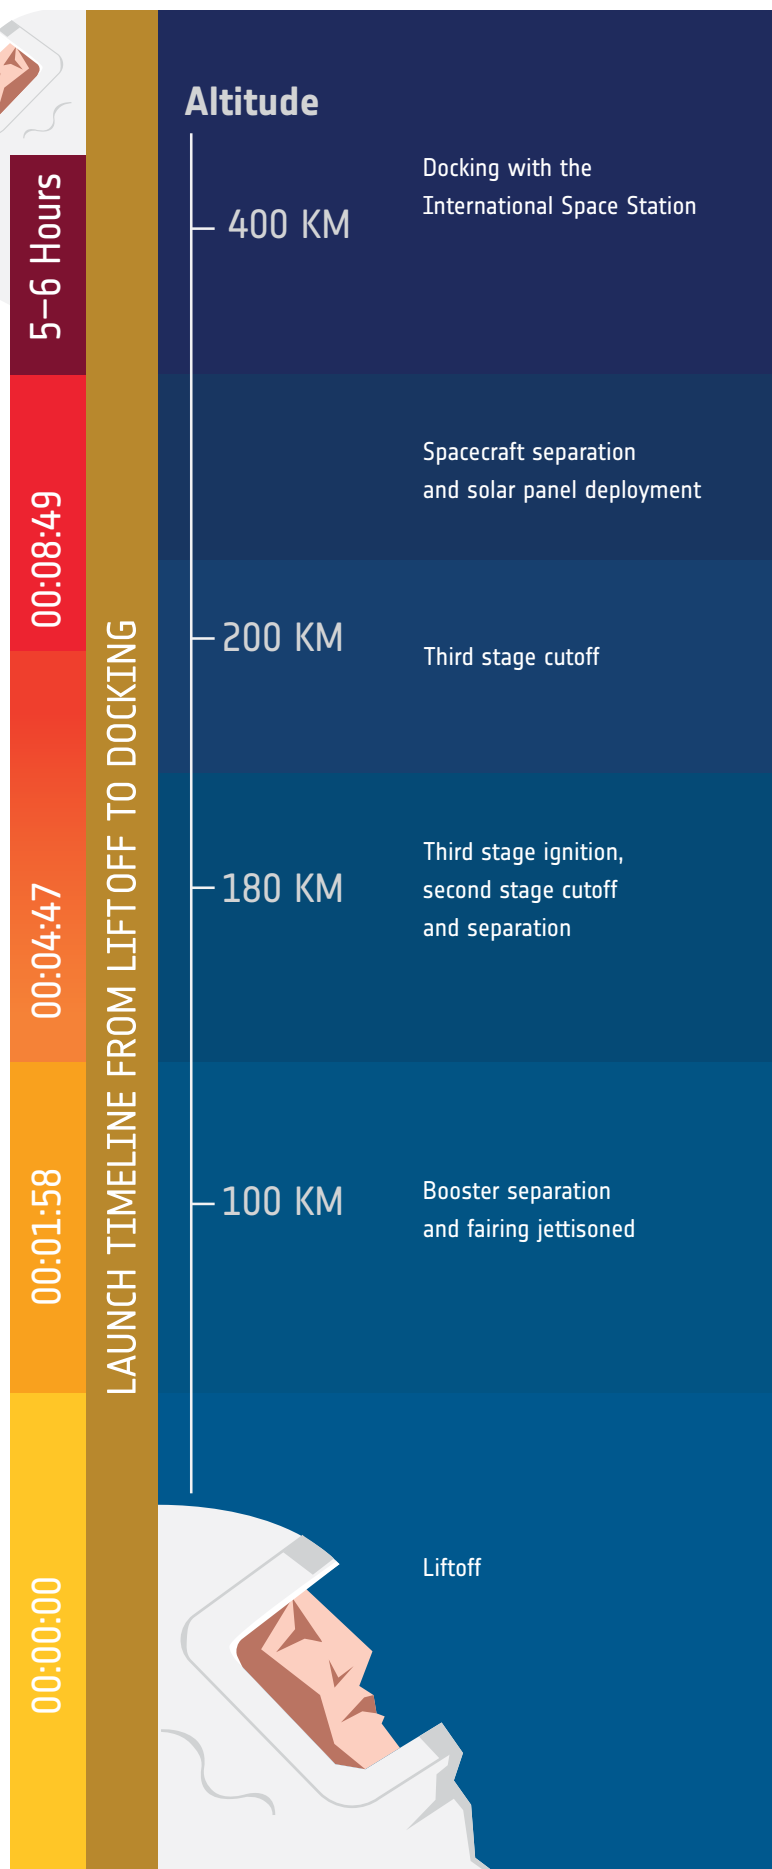 Altitude
5–6 Hours
400 KM
Docking with the
International Space Station
00:08:49
Spacecraft separation
and solar panel deployment
200 KM
Third stage cutoff
LAUNCH TIMELINE FROM LIFTOFF TO DOCKING
00:04:47
180 KM
Third stage ignition,
second stage cutoff
and separation
00:01:58
100 KM
Booster separation
and fairing jettisoned
00:00:00
Liftoff